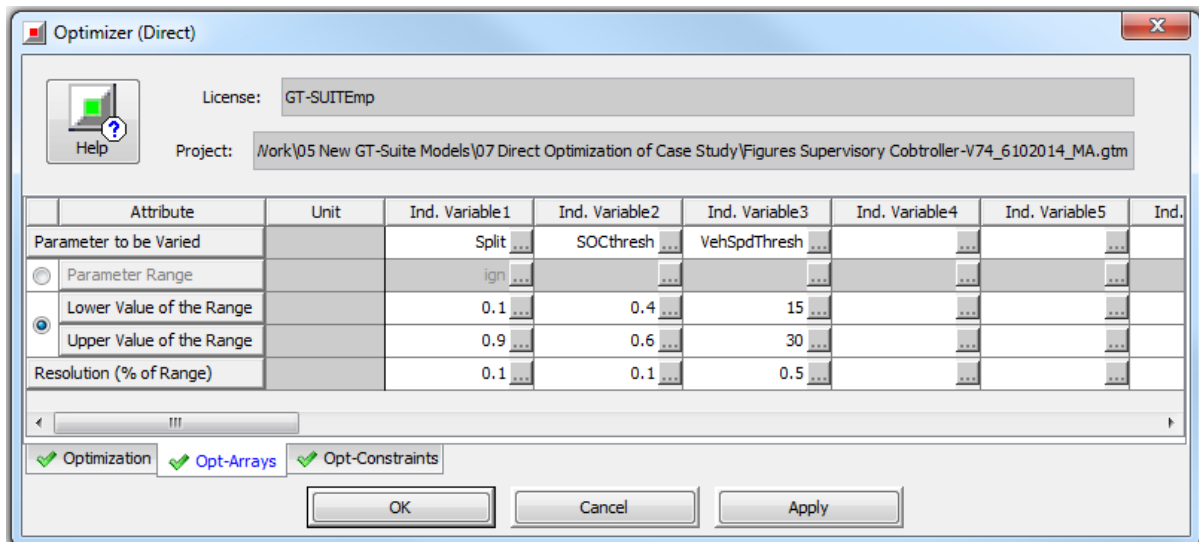 Optimizer (Direct)
License: GT-SUITEmp
Help
Project: Work\05 New GT-Suite Models\07 Direct Optimization of Case Study\Figures Supervisory Cobtroller-V74_6102014_MA.gtm
Attribute Unit Ind. Variable1 Ind. Variable2 Ind. Variable3 Ind. Variable4 Ind. Variable5 Ind.
Parameter to be Varied Split ... SOCthresh ... VehSpdThresh ... ... ...
Parameter Range ign ... ... ... ... ...
Lower Value of the Range 0.1 ... 0.4 ... 15 ... ... ...
Upper Value of the Range 0.9 ... 0.6 ... 30 ... ... ...
Resolution (% of Range) 0.1 ... 0.1 ... 0.5 ... ... ...
Optimization Opt-Arrays Opt-Constraints
OK Cancel Apply